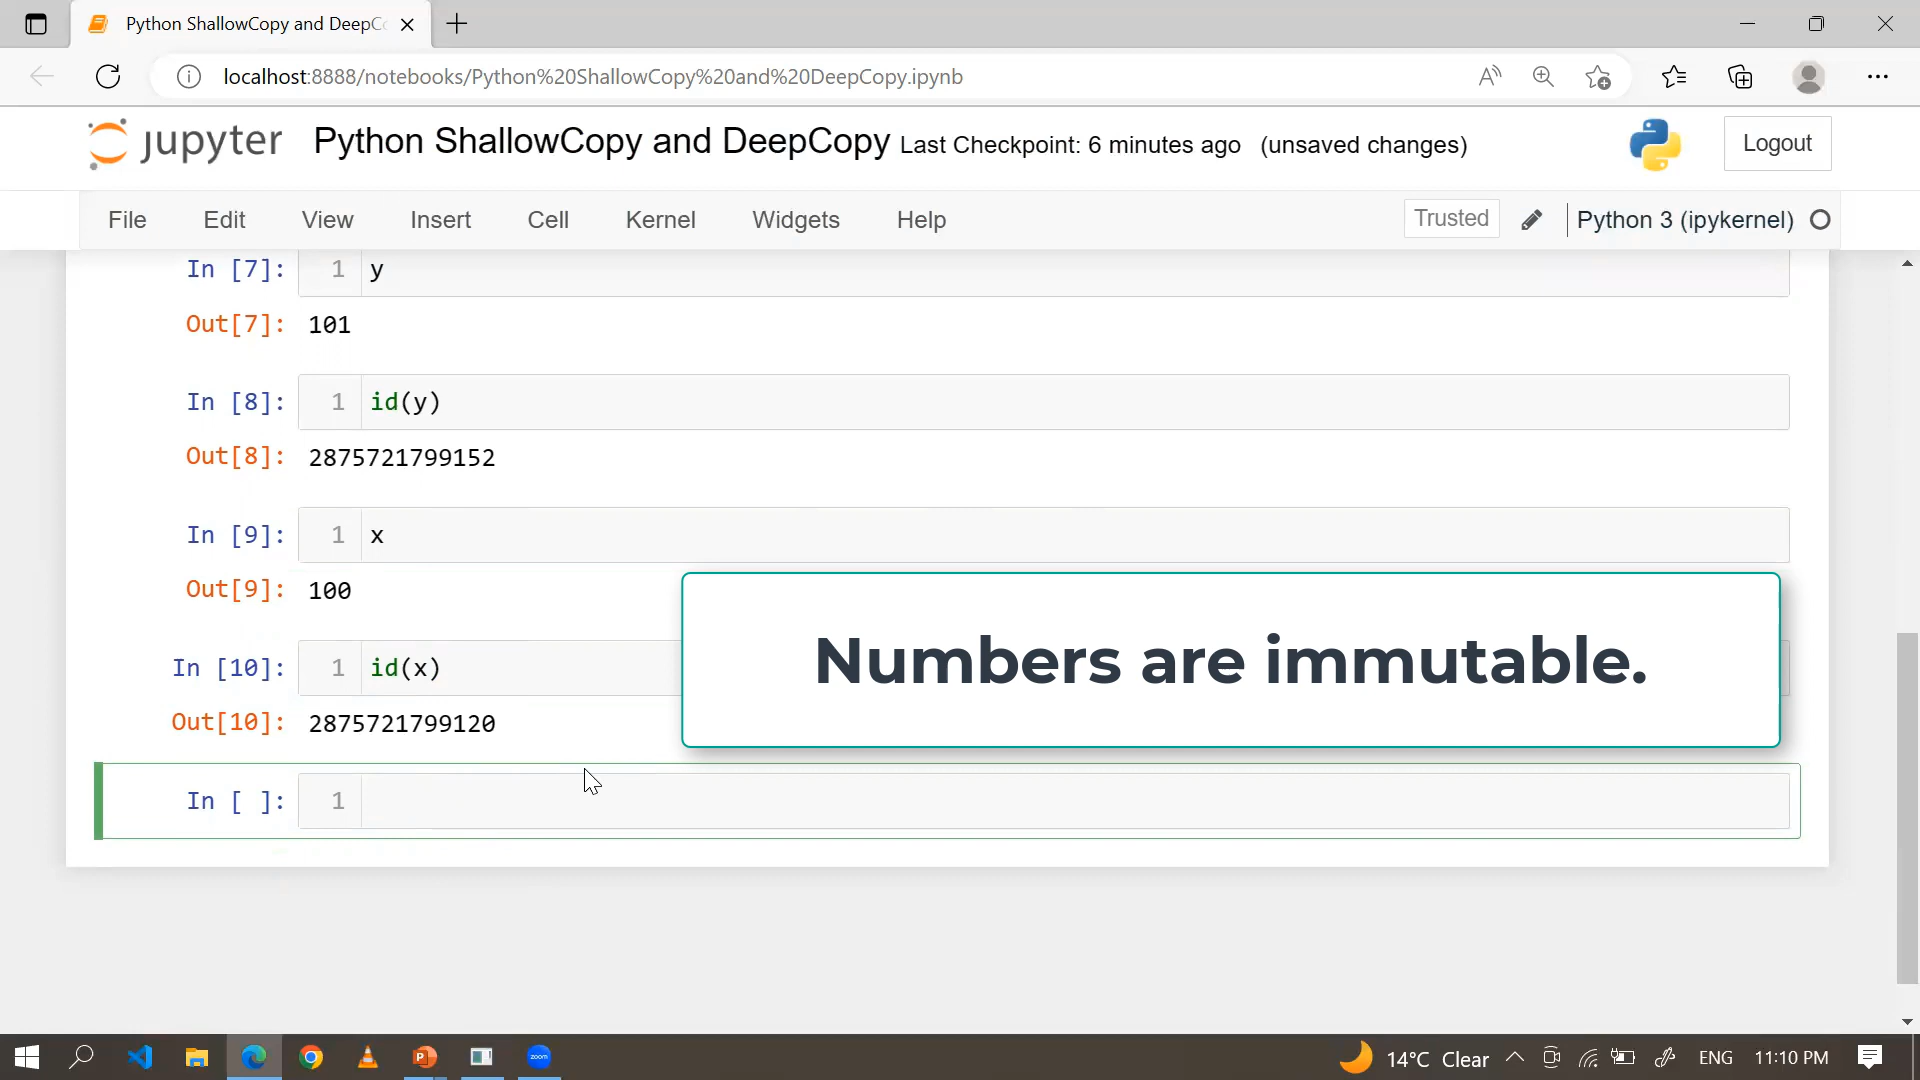 Python ShallowCopy and DeepC
localhost:8888/notebooks/Python%20ShallowCopy%20and%20DeepCopy.ipynb
jupyter Python ShallowCopy and DeepCopy Last Checkpoint: 6 minutes ago (unsaved changes) Logout
File Edit View Insert Cell Kernel Widgets Help Trusted Python 3 (ipykernel)
In [7]: 1 y
Out[7]: 101
In [8]: 1 id(y)
Out[8]: 2875721799152
In [9]: 1 x
Out[9]: 100
In [10]: 1 id(x)
Numbers are immutable.
Out[10]: 2875721799120
In [ ]: 1
zoom 14°C Clear ENG 11:10 PM